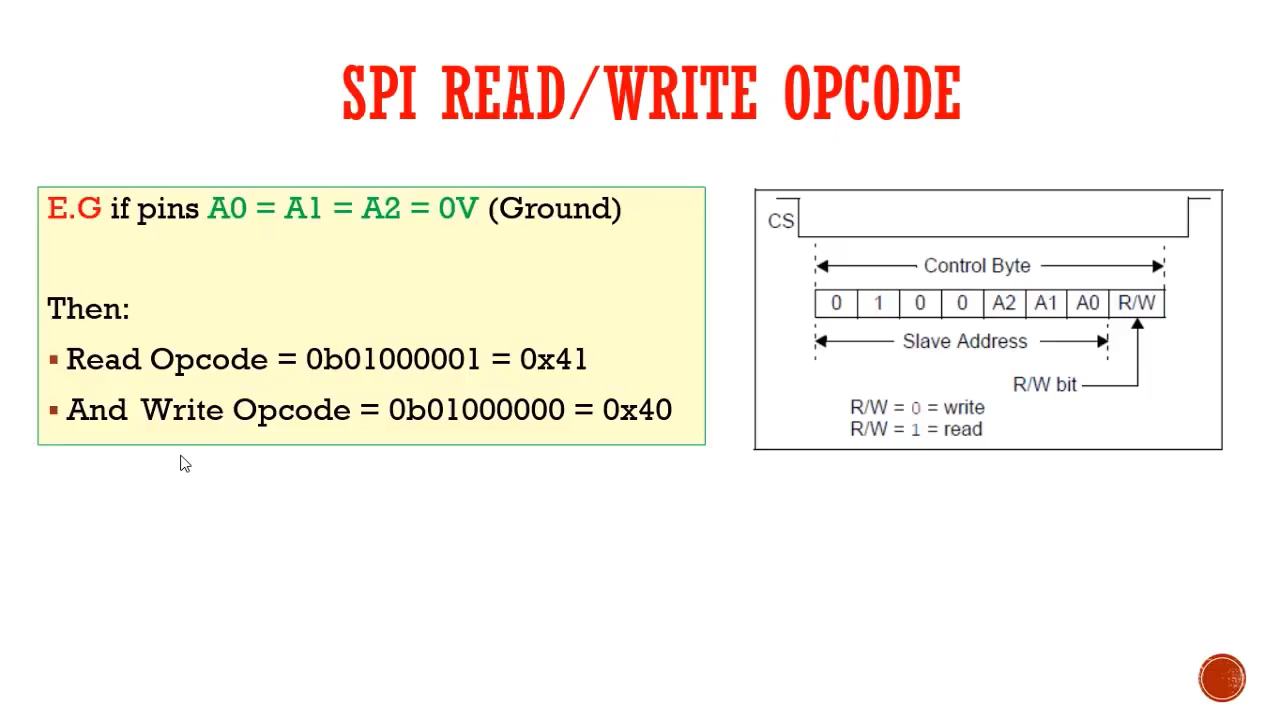 SPI READ/WRITE OPCODE
E.G if pins A0 = A1 = A2 = 0V (Ground)
Then:
▪ Read Opcode = 0b01000001 = 0x41
▪ And Write Opcode = 0b01000000 = 0x40
CS
Control Byte
0 1 0 0 A2 A1 A0 R/W
Slave Address
R/W bit
R/W = 0 = write
R/W = 1 = read